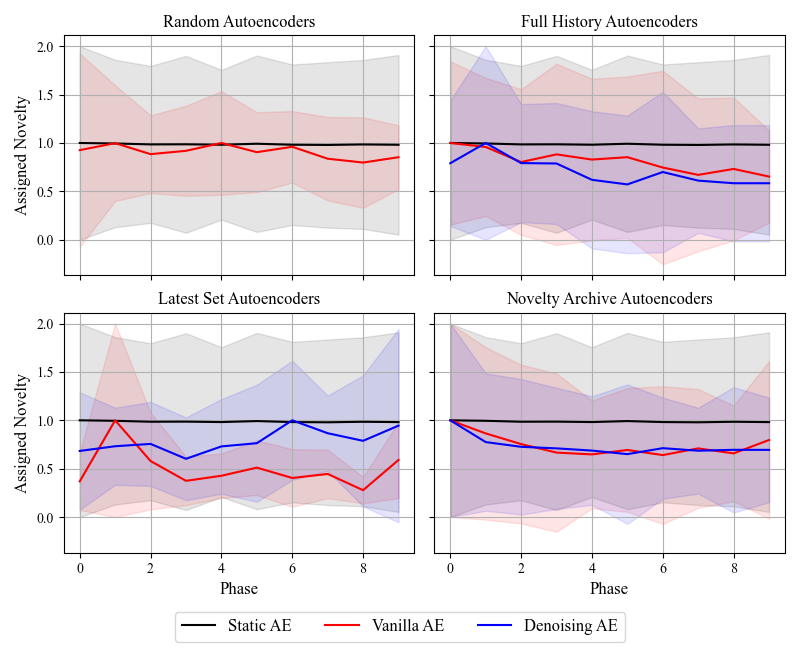 Random Autoencoders
Full History Autoencoders
2.0
1.5
1.0
0.5
0.0
Assigned Novelty
Latest Set Autoencoders
Novelty Archive Autoencoders
2.0
1.5
1.0
0.5
0.0
Assigned Novelty
0 2 4 6 8
0 2 4 6 8
Phase
Phase
Static AE Vanilla AE Denoising AE